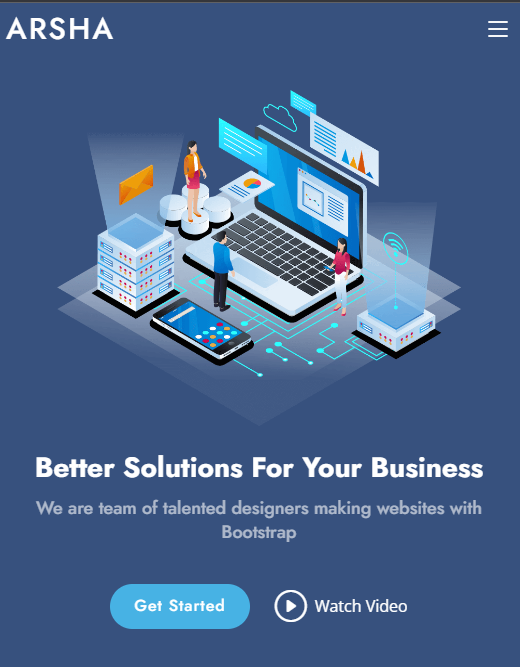 ARSHA
Better Solutions For Your Business
We are team of talented designers making websites with
Bootstrap
Get Started
Watch Video